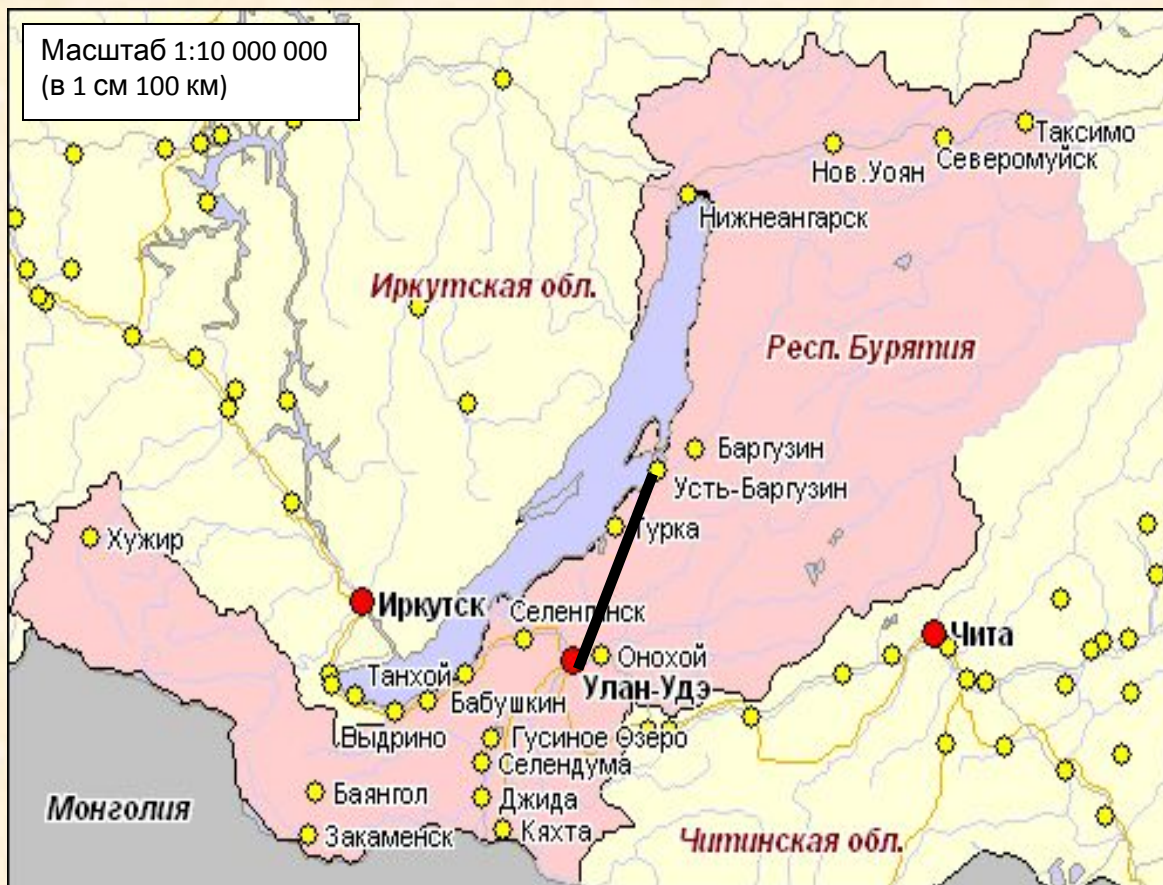 Масштаб 1:10 000 000
(в 1 см 100 км)
Таксимо
Северомуйск
Нов.Уоян
Нижнеангарск
Иркутская обл.
Респ. Бурятия
Баргузин
Усть-Баргузин
Турка
Хужир
Иркутск
Селенгинск
Чита
Онохой
Танхой
Улан-Удэ
Бабушкин
Выдрино
Гусиное Озеро
Селендума
Монголия
Баянгол
Джида
Закаменск
Кяхта
Читинская обл.